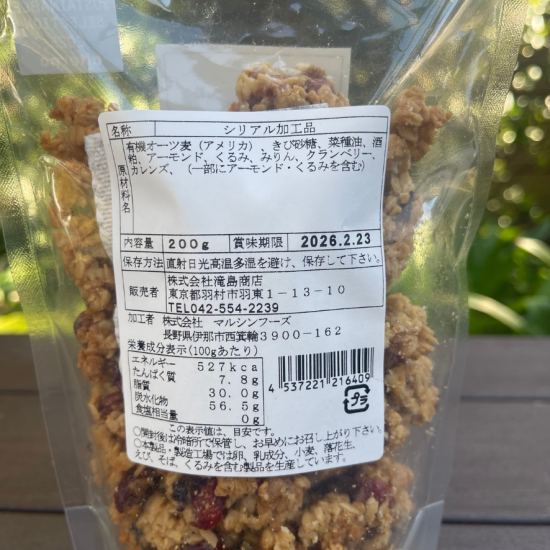 名称 シリアル加工品
原材料名 有機オーツ麦（アメリカ）、きび砂糖、菜種油、酒
粕、アーモンド、くるみ、みりん、クランベリー、
カレンズ、（一部にアーモンド・くるみを含む）
内容量 200g 賞味期限 2026.2.23
保存方法 直射日光高温多湿を避け、保存して下さい。
販売者 株式会社滝島商店
東京都羽村市羽東1－13－10
TEL042-554-2239
加工者 株式会社 マルシンフーズ
長野県伊那市西箕輪3900－162
栄養成分表示(100gあたり)
エネルギー 527kca
たんぱく質 7.8g
脂質 30.0g
炭水化物 56.5g
食塩相当量 0g
4 537221 216409
プラ
この表示値は、目安です。
○開封後は冷暗所で保管し、お早めにお召し上がり下さい。
○本製品・製造工場では卵、乳成分、小麦、落花生、
えび、そば、くるみを含む製品を生産しています。